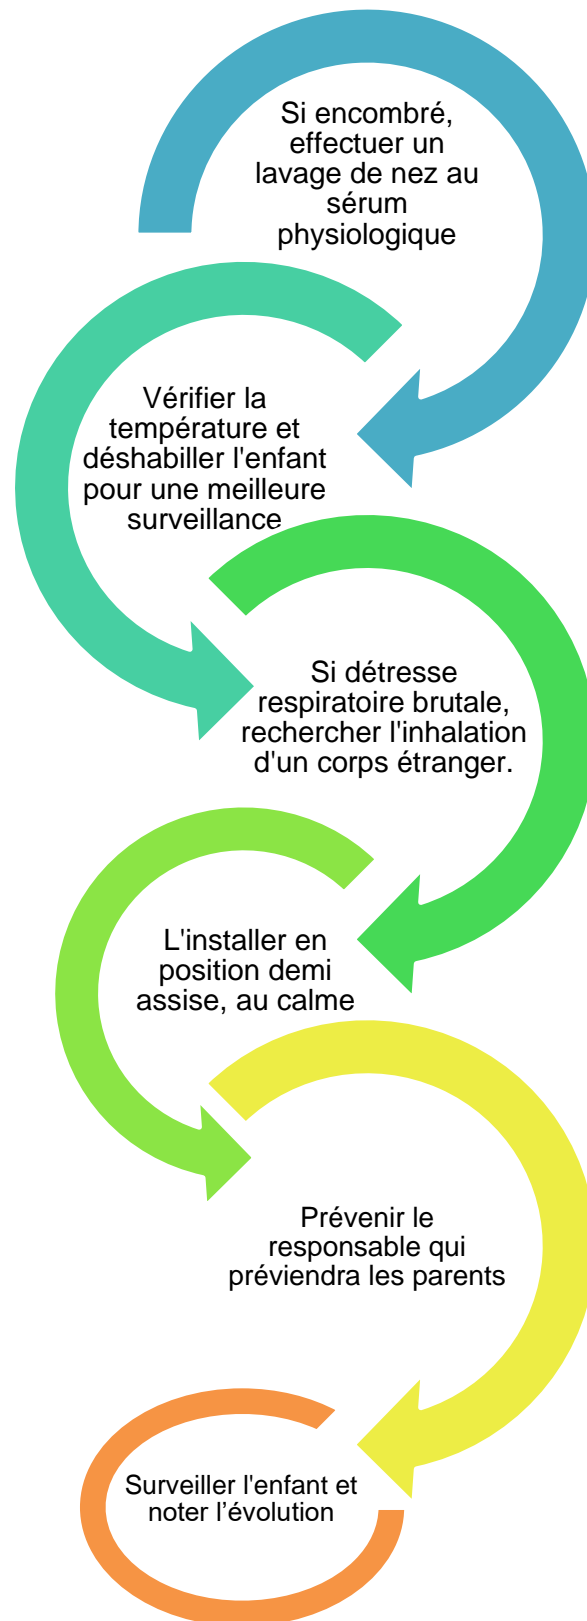 Si encombré,
effectuer un
lavage de nez au
sérum
physiologique
Vérifier la
température et
déshabiller l'enfant
pour une meilleure
surveillance
Si détresse
respiratoire brutale,
rechercher l'inhalation
d'un corps étranger.
L'installer en
position demi
assise, au calme
Prévenir le
responsable qui
préviendra les parents
Surveiller l'enfant et
noter l’évolution